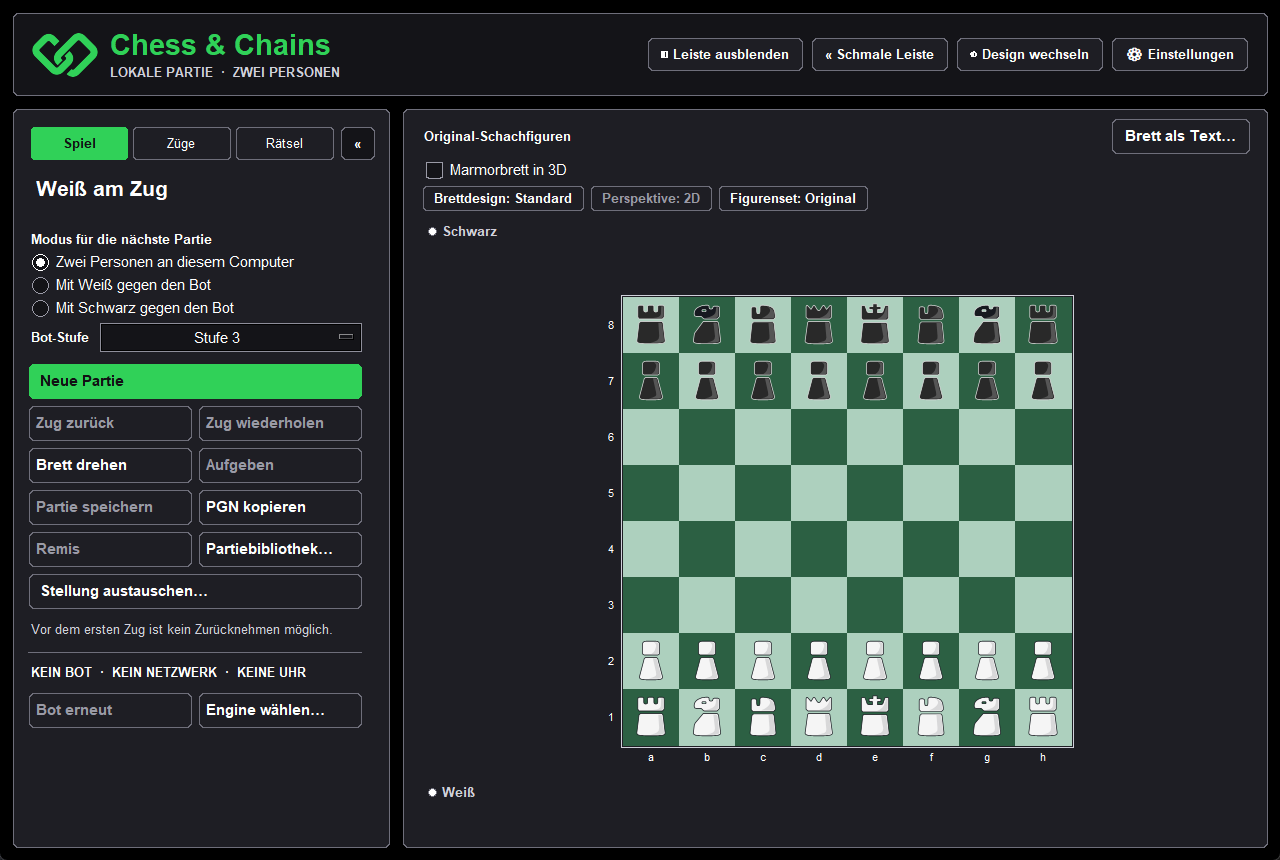 Chess & Chains
LOKALE PARTIE · ZWEI PERSONEN
Leiste ausblenden
« Schmale Leiste
Design wechseln
Einstellungen
Spiel
Züge
Rätsel
«
Weiß am Zug
Modus für die nächste Partie
Zwei Personen an diesem Computer
Mit Weiß gegen den Bot
Mit Schwarz gegen den Bot
Bot-Stufe
Stufe 3
Neue Partie
Zug zurück
Zug wiederholen
Brett drehen
Aufgeben
Partie speichern
PGN kopieren
Remis
Partiebibliothek…
Stellung austauschen…
Vor dem ersten Zug ist kein Zurücknehmen möglich.
KEIN BOT · KEIN NETZWERK · KEINE UHR
Bot erneut
Engine wählen…
Original-Schachfiguren
Brett als Text…
Marmorbrett in 3D
Brettdesign: Standard
Perspektive: 2D
Figurenset: Original
Schwarz
8
7
6
5
4
3
2
1
a b c d e f g h
Weiß